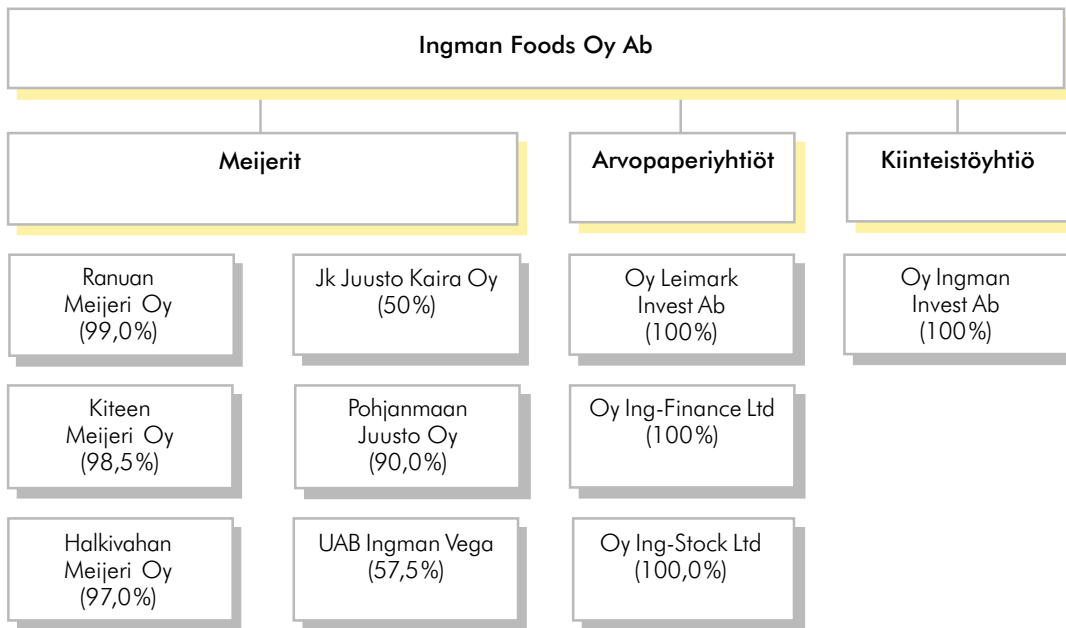 Ingman Foods Oy Ab
Meijerit
Arvopaperiyhtiöt
Kiinteistöyhtiö
Ranuan
Meijeri Oy
(99,0%)
Jk Juusto Kaira Oy
(50%)
Oy Leimark
Invest Ab
(100%)
Oy Ingman
Invest Ab
(100%)
Kiteen
Meijeri Oy
(98,5%)
Pohjanmaan
Juusto Oy
(90,0%)
Oy Ing-Finance Ltd
(100%)
Halkivahan
Meijeri Oy
(97,0%)
UAB Ingman Vega
(57,5%)
Oy Ing-Stock Ltd
(100,0%)